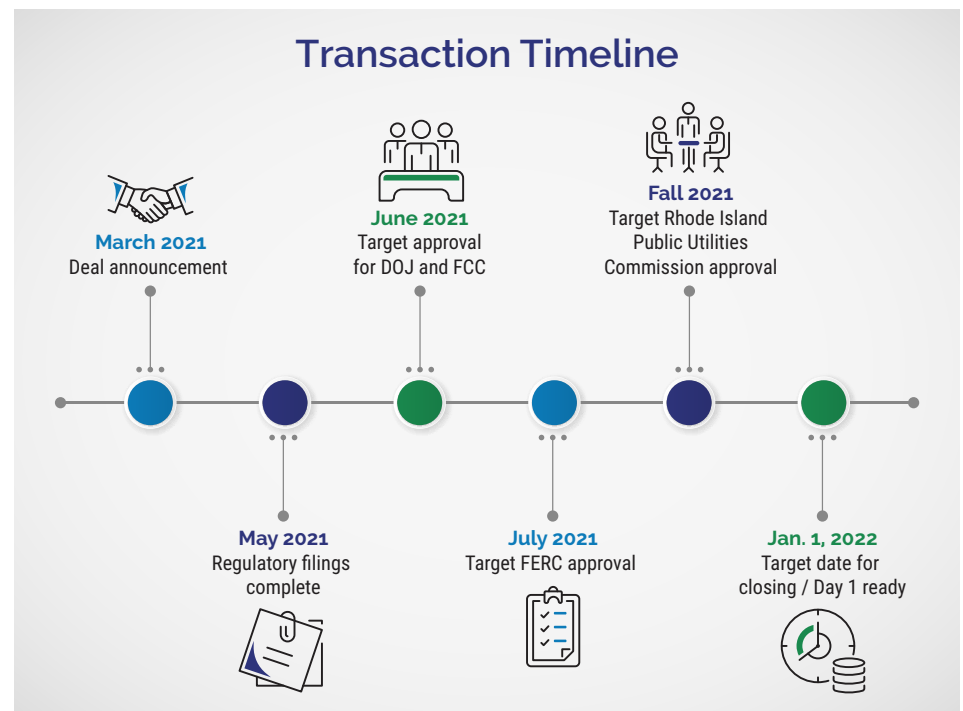 Transaction Timeline
March 2021
Deal announcement
May 2021
Regulatory filings
complete
June 2021
Target approval
for DOJ and FCC
July 2021
Target FERC approval
Fall 2021
Target Rhode Island
Public Utilities
Commission approval
Jan. 1, 2022
Target date for
closing / Day 1 ready